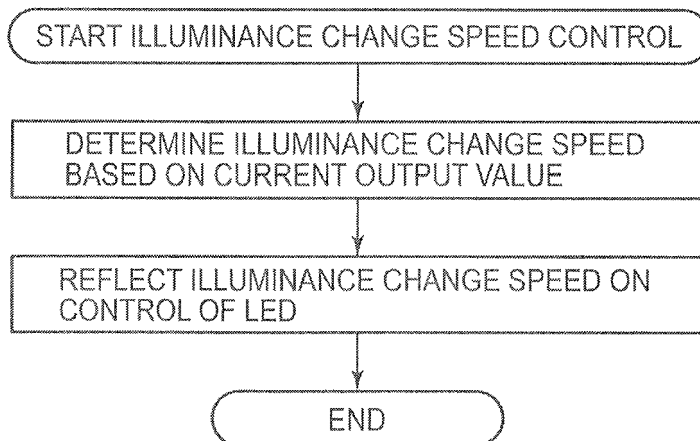 START ILLUMINANCE CHANGE SPEED CONTROL
DETERMINE ILLUMINANCE CHANGE SPEED
BASED ON CURRENT OUTPUT VALUE
REFLECT ILLUMINANCE CHANGE SPEED ON
CONTROL OF LED
END